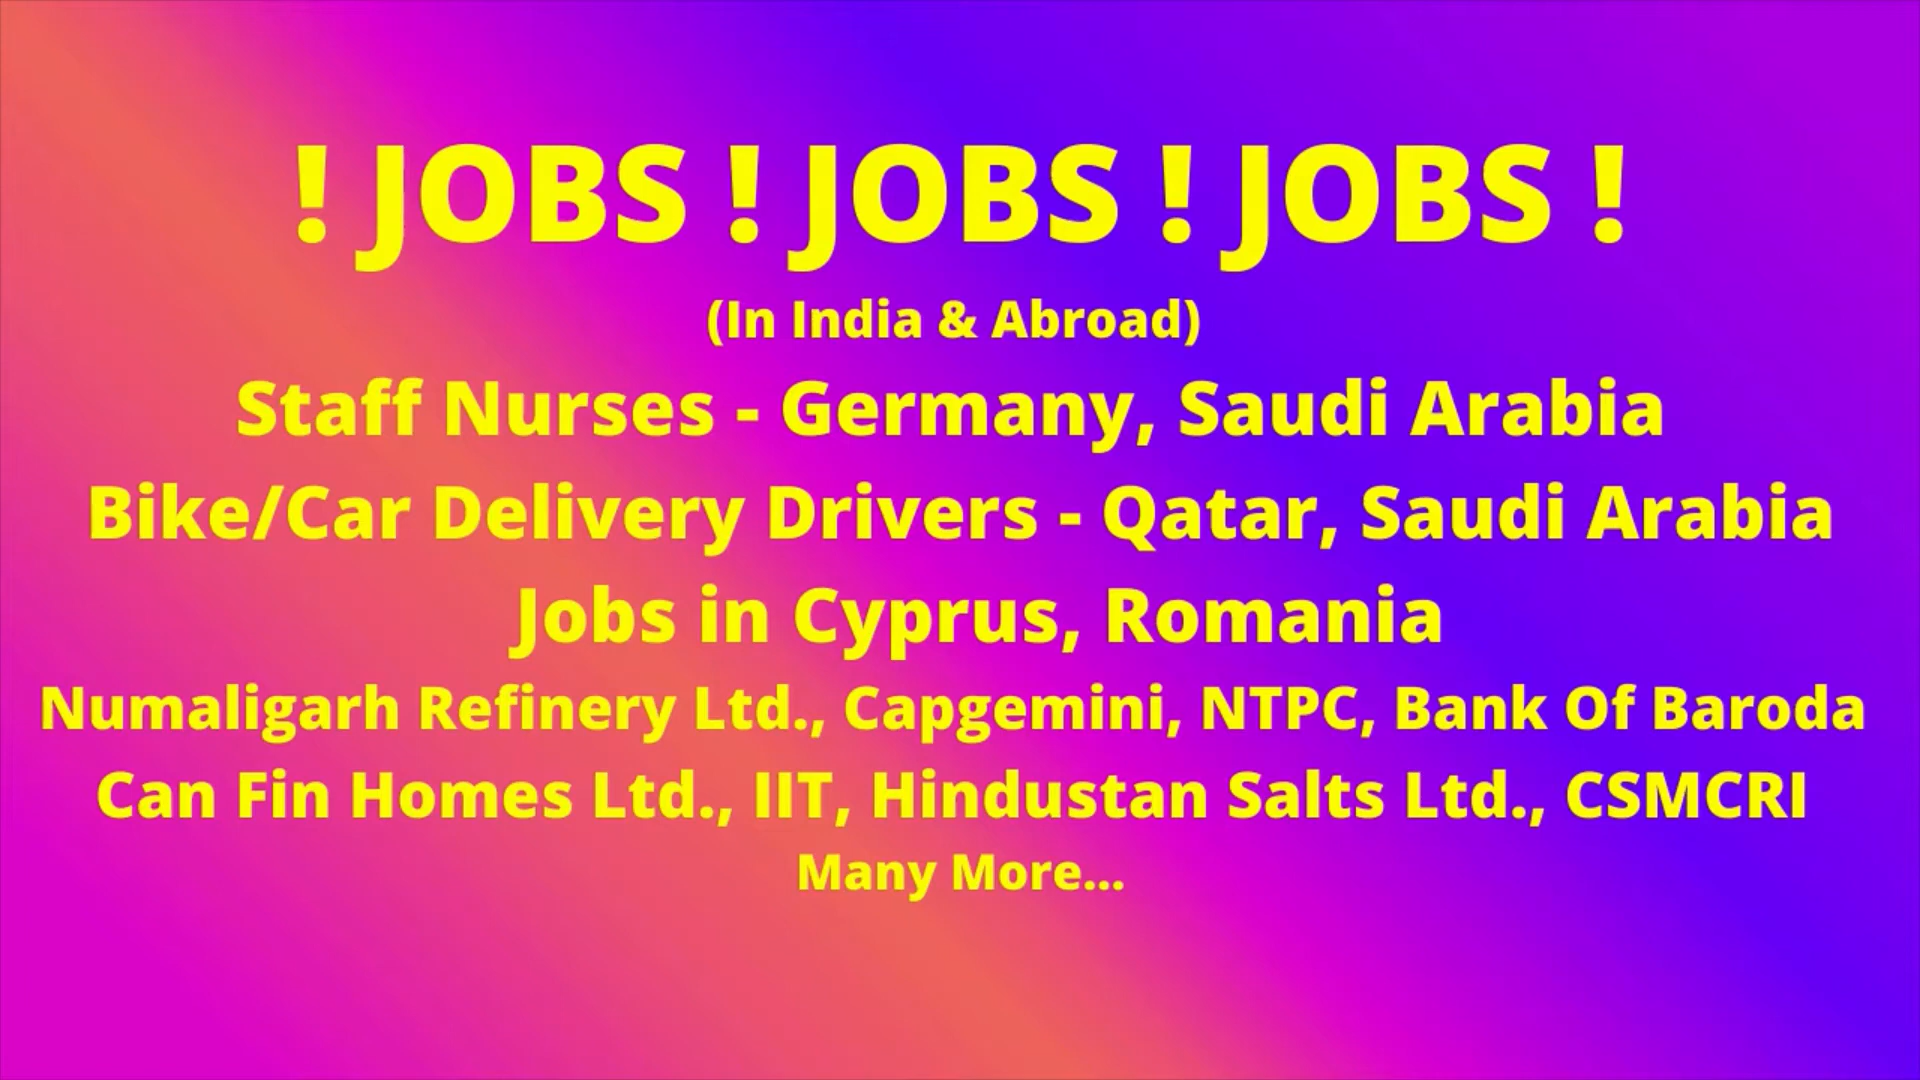 ! JOBS ! JOBS ! JOBS !
(In India & Abroad)
Staff Nurses - Germany, Saudi Arabia
Bike/Car Delivery Drivers - Qatar, Saudi Arabia
Jobs in Cyprus, Romania
Numaligarh Refinery Ltd., Capgemini, NTPC, Bank Of Baroda
Can Fin Homes Ltd., IIT, Hindustan Salts Ltd., CSMCRI
Many More...